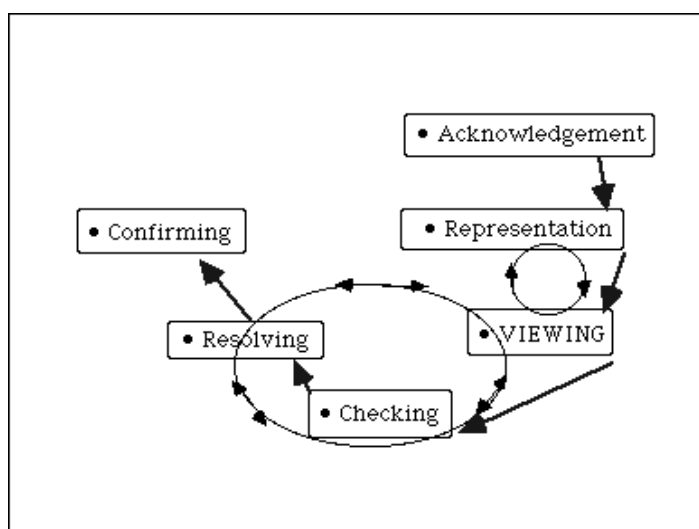 • Acknowledgement
• Representation
• Confirming
• VIEWING
• Resolving
• Checking